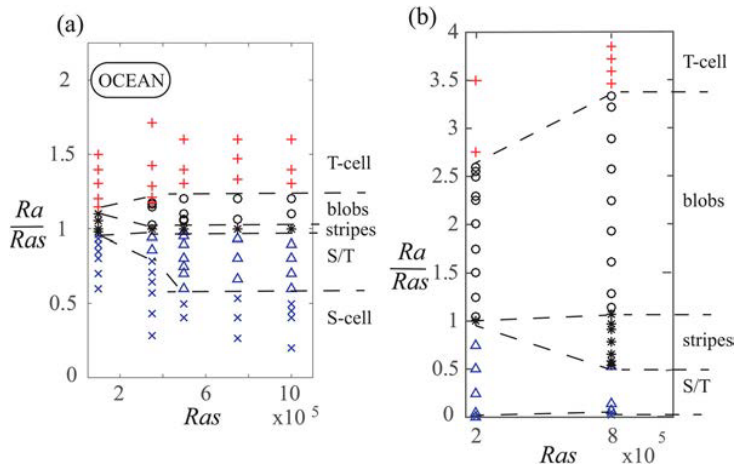 (a)
OCEAN
2
1.5
1
0.5
0
Ra
Ras
T-cell
blobs
stripes
S/T
S-cell
2 6 10
Ras x10 5
(b)
4
3.5
3
2.5
2
1.5
1
0.5
0
Ra
Ras
T-cell
blobs
stripes
S/T
2 8
Ras x10 5